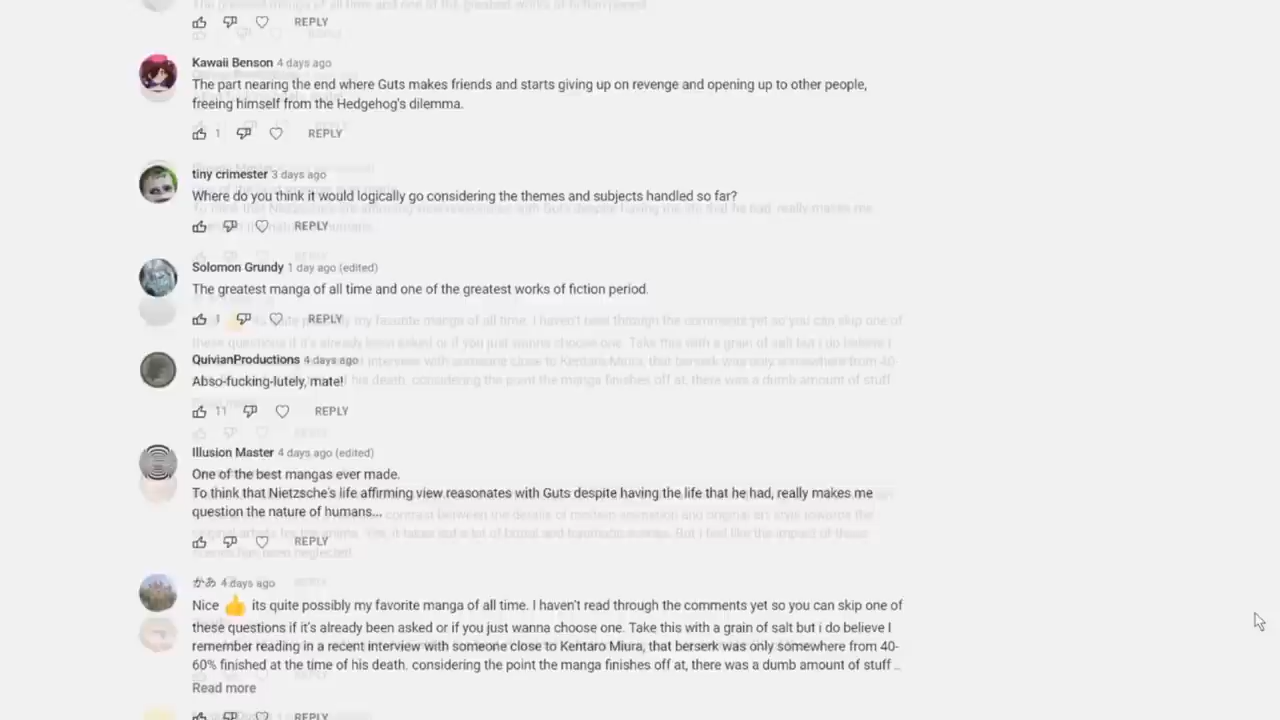 REPLY
Kawaii Benson 4 days ago
The part nearing the end where Guts makes friends and starts giving up on revenge and opening up to other people,
freeing himself from the Hedgehog's dilemma.
1 REPLY
tiny crimester 3 days ago
Where do you think it would logically go considering the themes and subjects handled so far?
REPLY
Solomon Grundy 1 day ago (edited)
The greatest manga of all time and one of the greatest works of fiction period.
1 REPLY
QuivianProductions 4 days ago
Abso-fucking-lutely, mate!
11 REPLY
Illusion Master 4 days ago (edited)
One of the best mangas ever made.
To think that Nietzsche's life affirming view reasonates with Guts despite having the life that he had, really makes me
question the nature of humans...
REPLY
かあ 4 days ago
Nice 👍 its quite possibly my favorite manga of all time. I haven't read through the comments yet so you can skip one of
these questions if it's already been asked or if you just wanna choose one. Take this with a grain of salt but i do believe I
remember reading in a recent interview with someone close to Kentaro Miura, that berserk was only somewhere from 40-
60% finished at the time of his death. considering the point the manga finishes off at, there was a dumb amount of stuff ...
Read more
REPLY